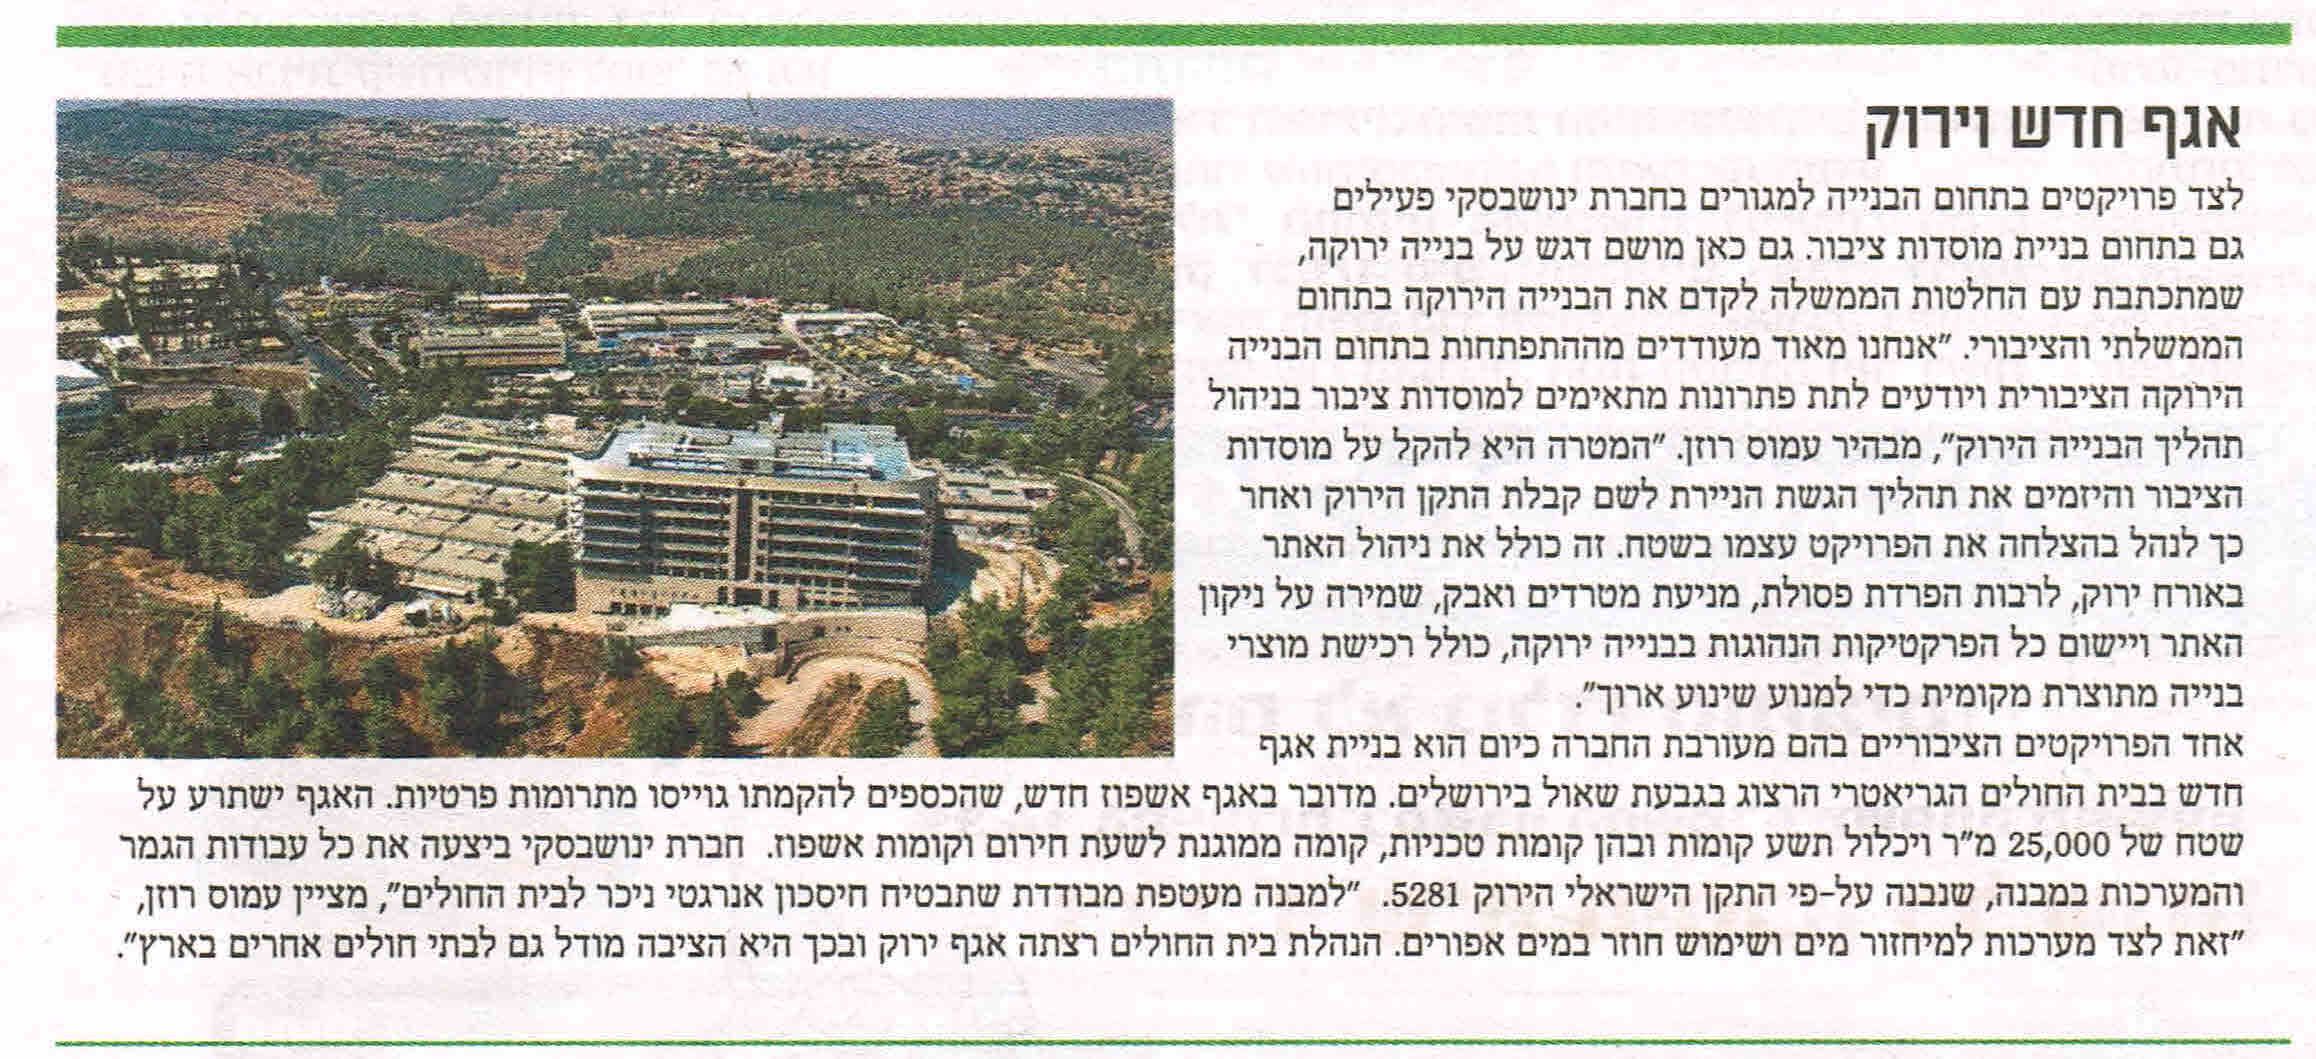 אגף חדש וירוק
לצד פרויקטים בתחום הבנייה למגורים בחברת ינושבסקי פעילים
גם בתחום בניית מוסדות ציבור. גם כאן מושם דגש על בנייה ירוקה,
שמתכתבת עם החלטות הממשלה לקדם את הבנייה הירוקה בתחום
הממשלתי והציבורי. "אנחנו מאוד מעודדים מההתפתחות בתחום הבנייה
הירוקה הציבורית ויודעים לתת פתרונות מתאימים למוסדות ציבור בניהול
תהליך הבנייה הירוק", מבהיר עמוס רוזן. "המטרה היא להקל על מוסדות
הציבור והיזמים את תהליך הגשת הניירת לשם קבלת התקן הירוק ואחר
כך לנהל בהצלחה את הפרויקט עצמו בשטח. זה כולל את ניהול האתר
באורח ירוק, לרבות הפרדת פסולת, מניעת מטרדים ואבק, שמירה על ניקון
האתר ויישום כל הפרקטיקות הנהוגות בבנייה ירוקה, כולל רכישת מוצרי
בנייה מתוצרת מקומית כדי למנוע שינוע ארוך".
אחד הפרויקטים הציבוריים בהם מעורבת החברה כיום הוא בניית אגף
חדש בבית החולים הגריאטרי הרצוג בגבעת שאול בירושלים. מדובר באגף אשפוז חדש, שהכספים להקמתו גוייסו מתרומות פרטיות. האגף ישתרע על
שטח של 25,000 מ"ר ויכלול תשע קומות ובהן קומות טכניות, קומה ממוגנת לשעת חירום וקומות אשפוז. חברת ינושבסקי ביצעה את כל עבודות הגמר
והמערכות במבנה, שנבנה על-פי התקן הישראלי הירוק 5281. "למבנה מעטפת מבודדת שתבטיח חיסכון אנרגטי ניכר לבית החולים", מציין עמוס רוזן,
"זאת לצד מערכות למיחזור מים ושימוש חוזר במים אפורים. הנהלת בית החולים רצתה אגף ירוק ובכך היא הציבה מודל גם לבתי חולים אחרים בארץ".